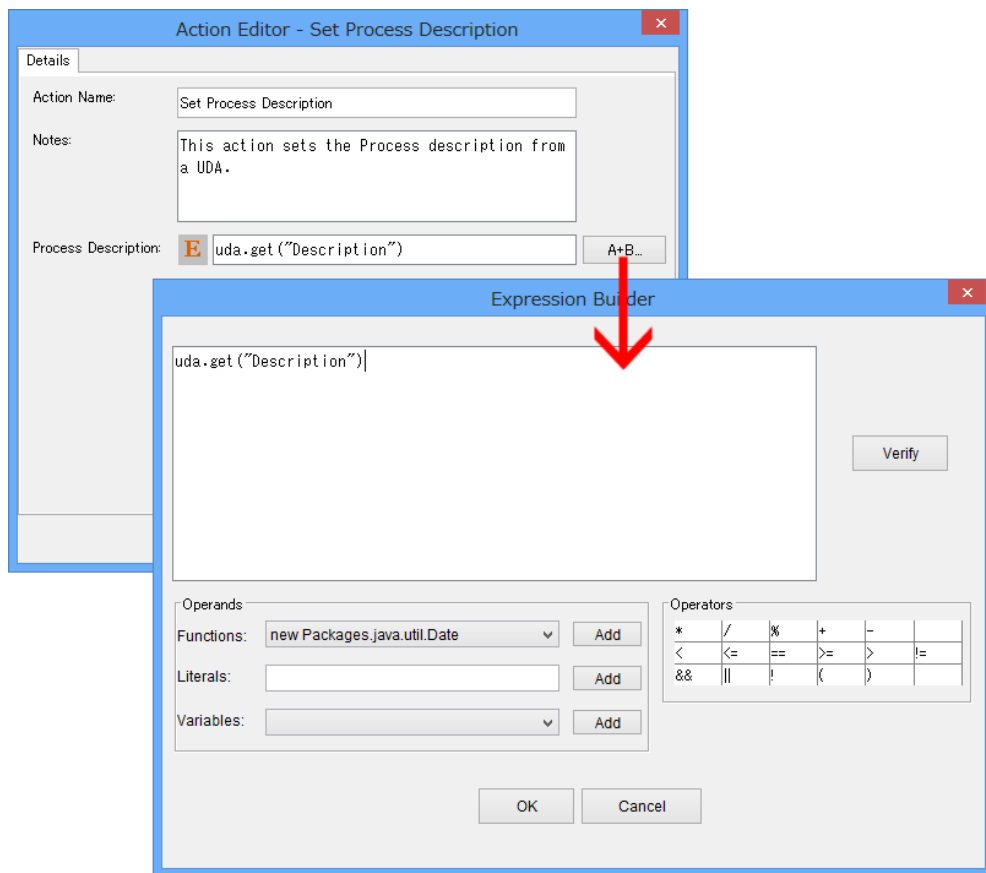 Action Editor - Set Process Description
Details
Action Name:
Set Process Description
Notes:
This action sets the Process description from
a UDA.
Process Description:
E
uda.get("Description")
A+B...
Expression Builder
uda.get("Description")
Verify
Operands
Functions:
new Packages.java.util.Date
Add
Literals:
Add
Variables:
Add
Operators
* / % + -
< <= == >= > !=
&& || ! ( )
OK
Cancel